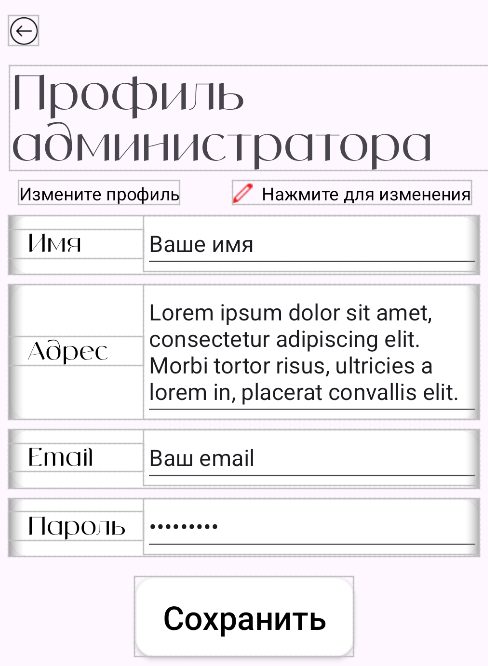 Профиль
администратора
Измените профиль
Нажмите для изменения
Имя
Ваше имя
Адрес
Lorem ipsum dolor sit amet,
consectetur adipiscing elit.
Morbi tortor risus, ultricies a
lorem in, placerat convallis elit.
Email
Ваш email
Пароль
•••••••••
Сохранить